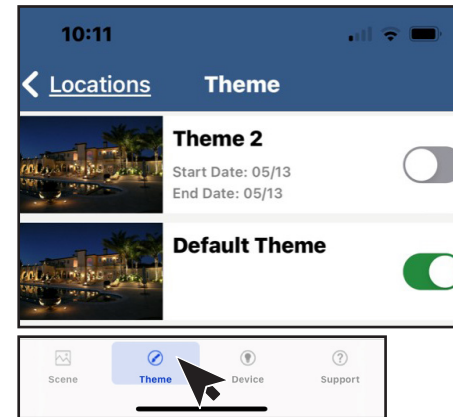 10:11
Locations Theme
Theme 2
Start Date: 05/13
End Date: 05/13
Default Theme
Scene Theme Device Support